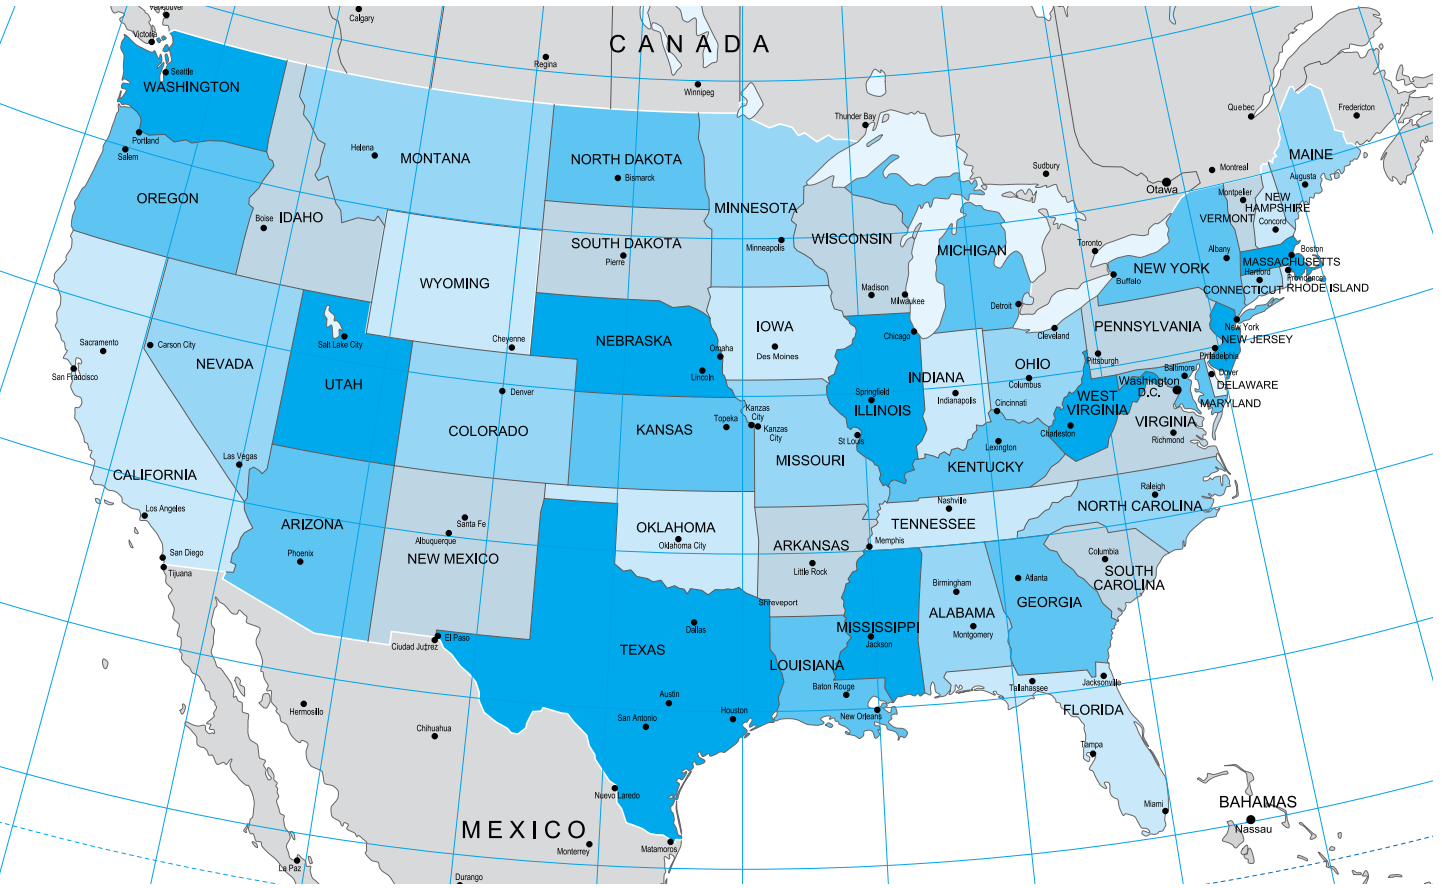 CANADA
Vancouver
Victoria
Calgary
Regina
Winnipeg
Thunder Bay
Sudbury
Otawa
Montreal
Quebec
Fredericton
Toronto
Seattle
WASHINGTON
Portland
Salem
OREGON
Boise
IDAHO
Helena
MONTANA
NORTH DAKOTA
Bismarck
SOUTH DAKOTA
Pierre
MINNESOTA
Minneapolis
WISCONSIN
Madison
Milwaukee
MICHIGAN
Detroit
MAINE
Augusta
Montpelier
VERMONT
NEW
HAMPSHIRE
Concord
Albany
NEW YORK
Buffalo
Boston
MASSACHUSETTS
Hartford
Providence
CONNECTICUT
RHODE ISLAND
New York
NEW JERSEY
PENNSYLVANIA
Pittsburgh
Philadelphia
Baltimore
Dover
DELAWARE
MARYLAND
Washington
D.C.
WYOMING
Cheyenne
NEBRASKA
Omaha
Lincoln
IOWA
Des Moines
Chicago
Springfield
ILLINOIS
INDIANA
Indianapolis
OHIO
Cleveland
Columbus
Cincinnati
WEST
VIRGINIA
Charleston
VIRGINIA
Richmond
Sacramento
San Francisco
Carson City
NEVADA
Las Vegas
CALIFORNIA
Los Angeles
San Diego
Tijuana
Salt Lake City
UTAH
Denver
COLORADO
KANSAS
Topeka
Kanzas
City
Kanzas
City
St Louis
MISSOURI
Lexington
KENTUCKY
Nashville
TENNESSEE
Memphis
Raleigh
NORTH CAROLINA
Columbia
SOUTH
CAROLINA
ARIZONA
Phoenix
Santa Fe
Albuquerque
NEW MEXICO
OKLAHOMA
Oklahoma City
ARKANSAS
Little Rock
Shreveport
Birmingham
ALABAMA
Montgomery
Atlanta
GEORGIA
MISSISSIPPI
Jackson
LOUISIANA
Baton Rouge
New Orleans
El Paso
Ciudad Jutrez
TEXAS
Dallas
Austin
San Antonio
Houston
Nuevo Laredo
Tallahassee
Jacksonville
FLORIDA
Tampa
Miami
Hermosillo
Chihuahua
MEXICO
Monterrey
Matamoros
La Paz
Durango
BAHAMAS
Nassau